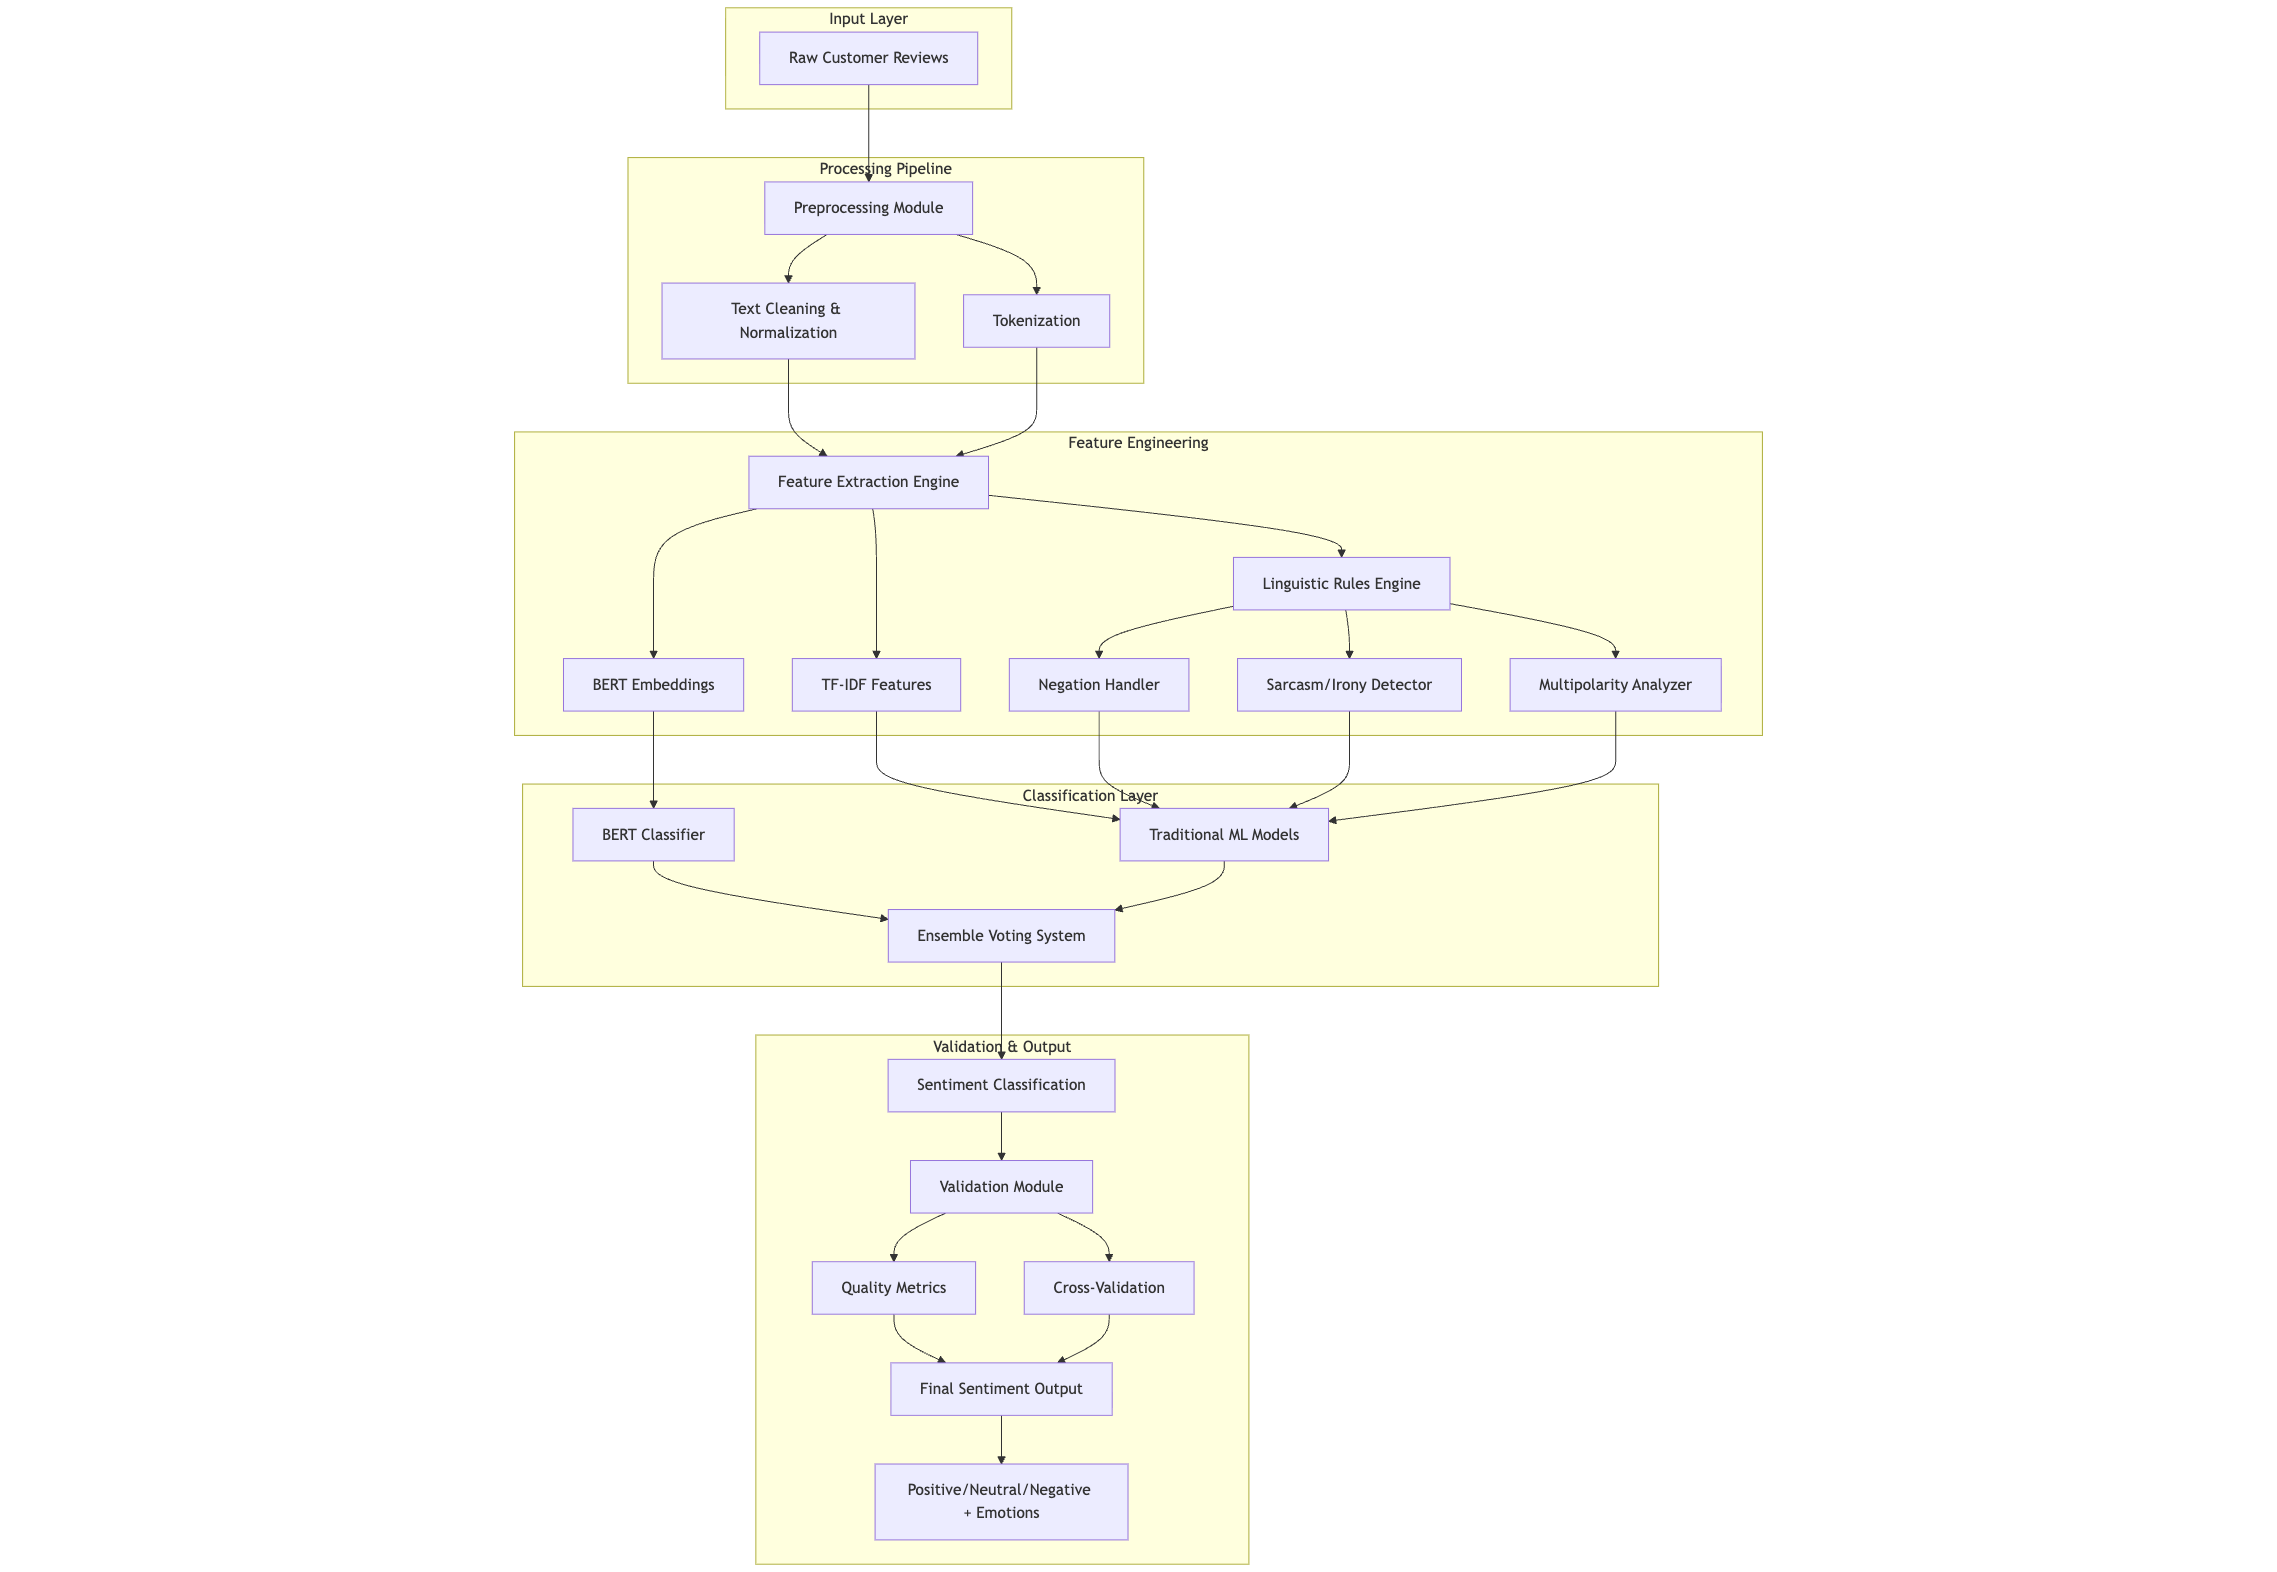 Input Layer
Raw Customer Reviews
Processing Pipeline
Preprocessing Module
Text Cleaning &
Normalization
Tokenization
Feature Engineering
Feature Extraction Engine
Linguistic Rules Engine
BERT Embeddings
TF-IDF Features
Negation Handler
Sarcasm/Irony Detector
Multipolarity Analyzer
Classification Layer
BERT Classifier
Traditional ML Models
Ensemble Voting System
Validation & Output
Sentiment Classification
Validation Module
Quality Metrics
Cross-Validation
Final Sentiment Output
Positive/Neutral/Negative
+ Emotions